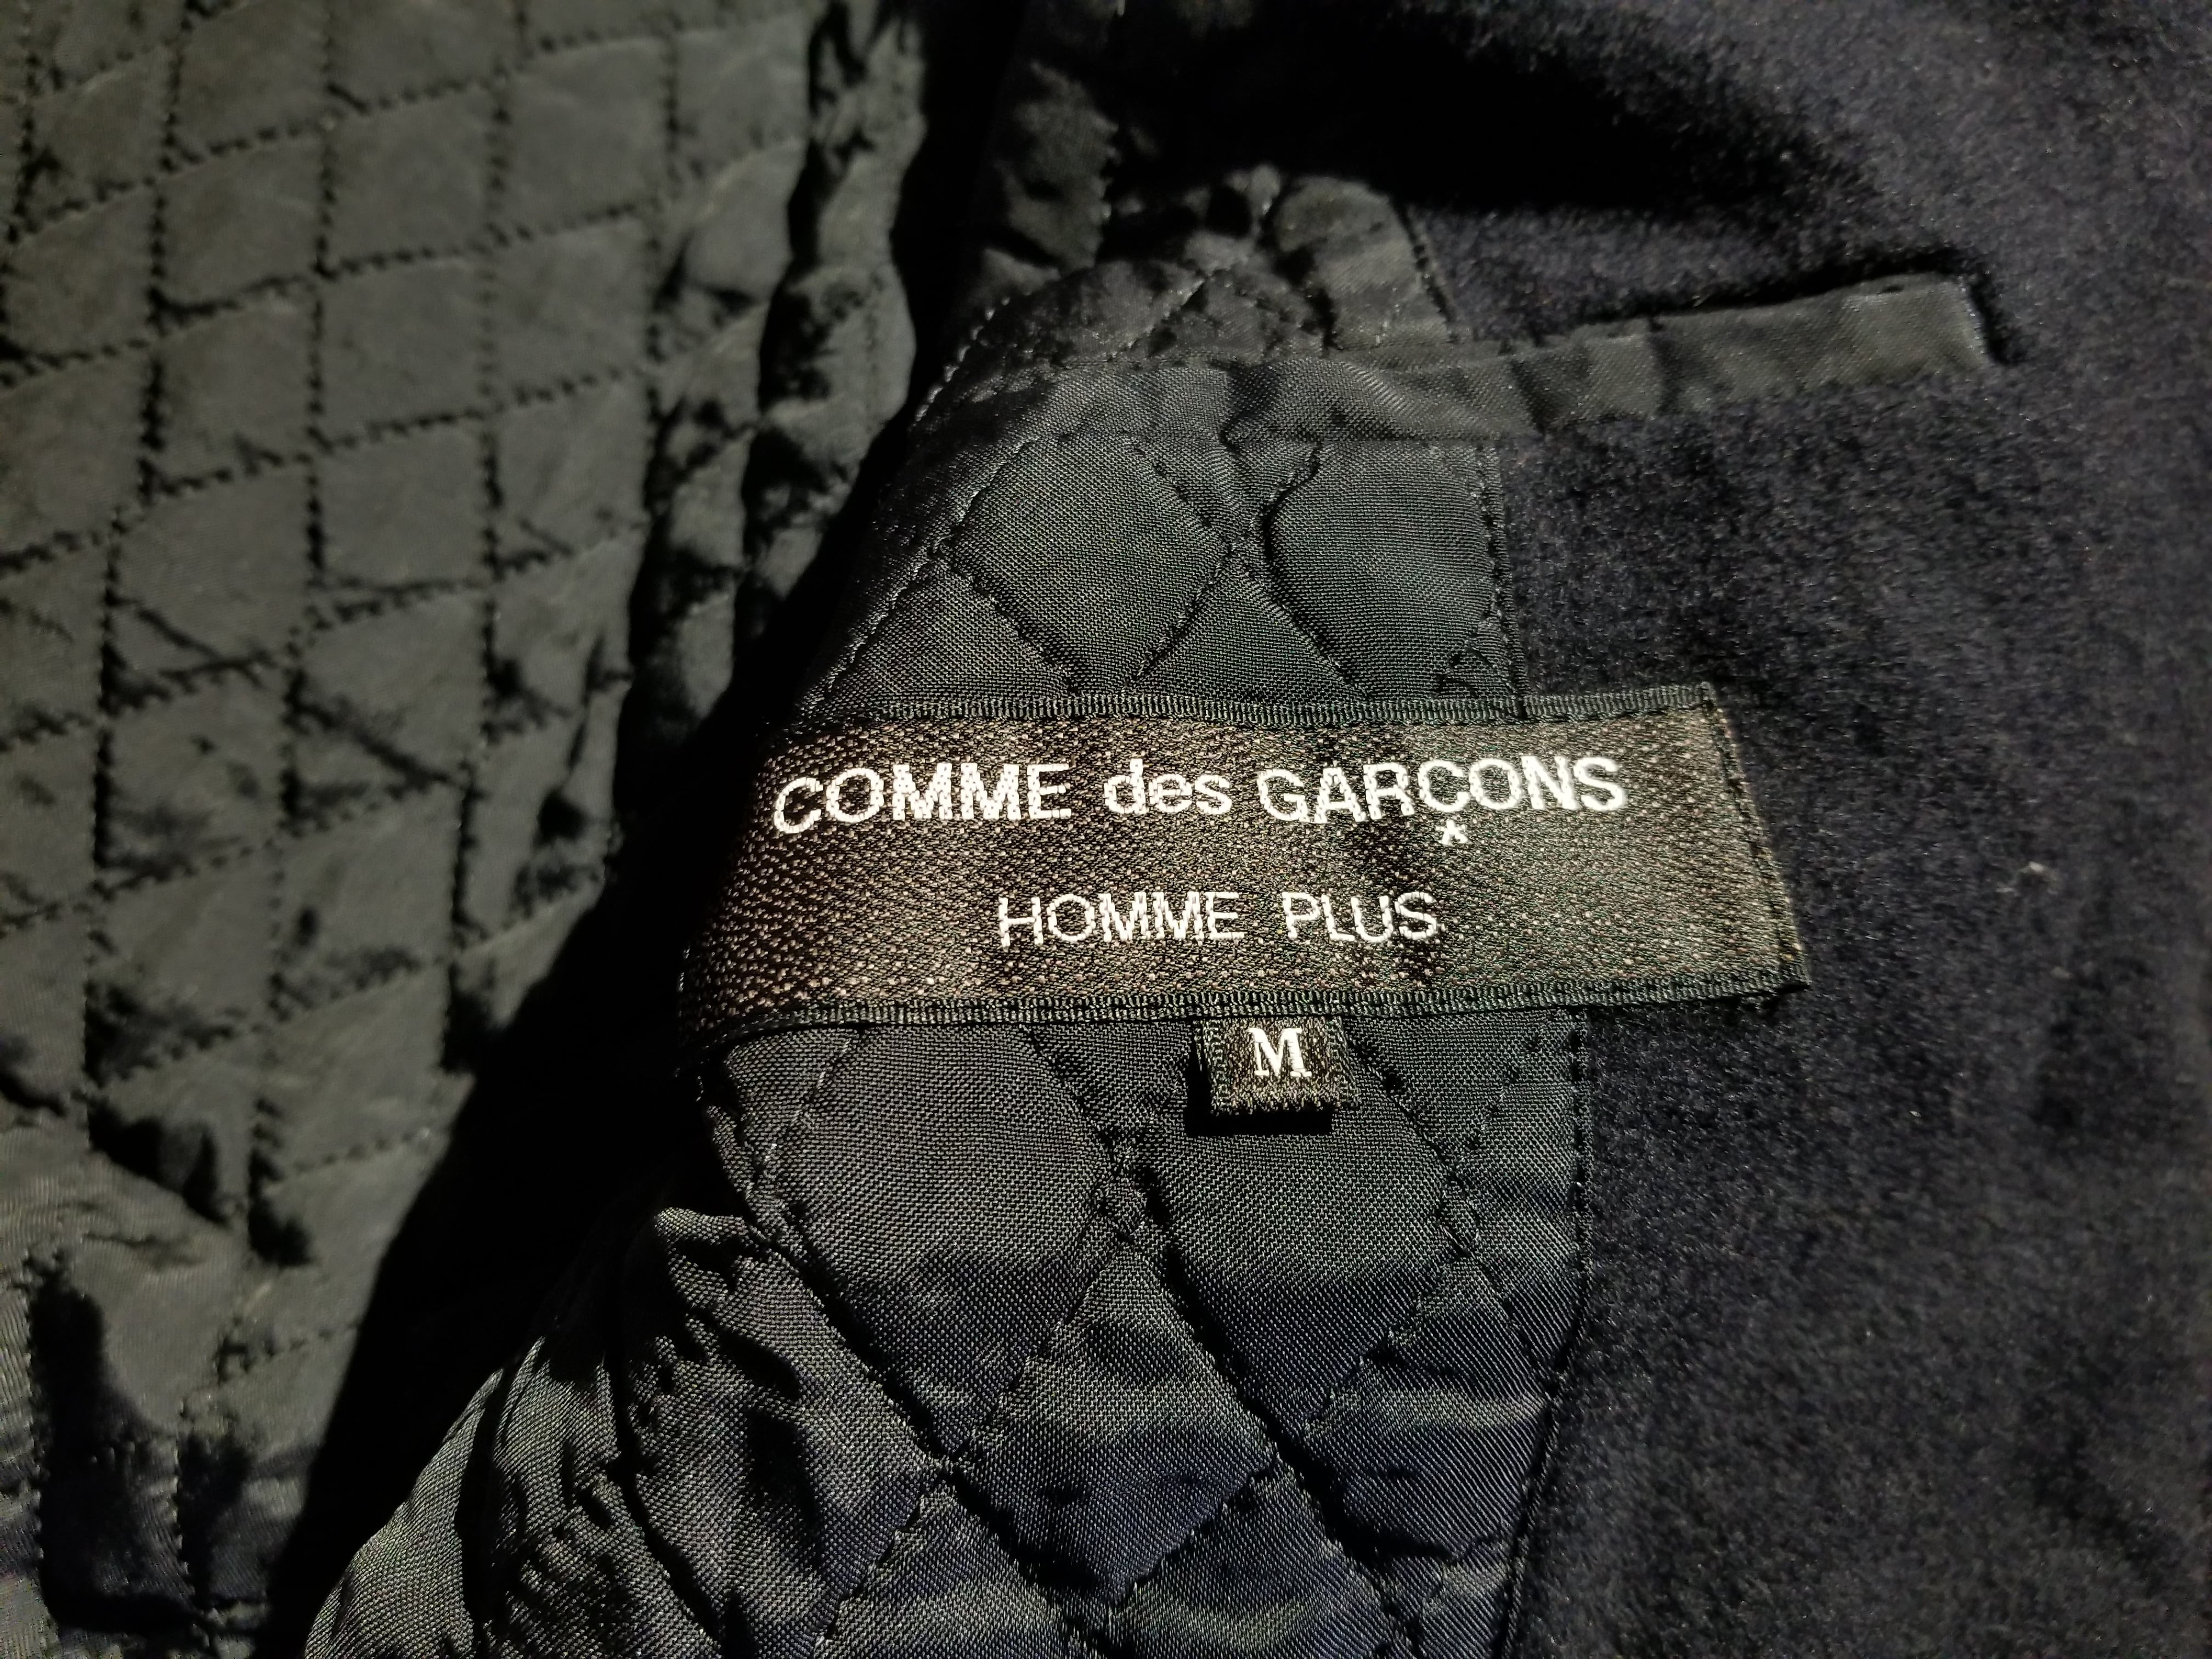 COMME des GARÇONS
*
HOMME PLUS
M